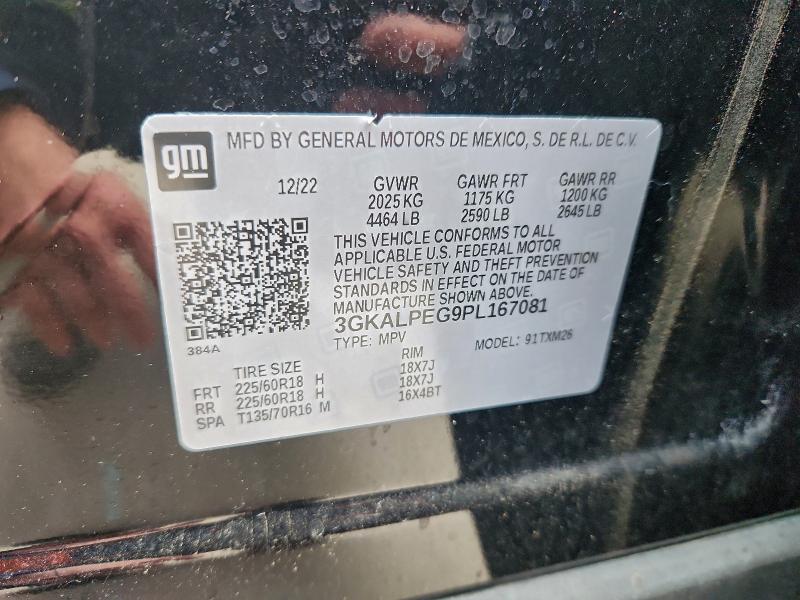 gm MFD BY GENERAL MOTORS DE MEXICO, S. DE R.L. DE C.V.
12/22 GVWR GAWR FRT GAWR RR
2025 KG 1175 KG 1200 KG
4464 LB 2590 LB 2645 LB
THIS VEHICLE CONFORMS TO ALL
APPLICABLE U.S. FEDERAL MOTOR
VEHICLE SAFETY AND THEFT PREVENTION
STANDARDS IN EFFECT ON THE DATE OF
MANUFACTURE SHOWN ABOVE.
3GKALPEG9PL167081
384A TYPE: MPV MODEL: 91TXM26
TIRE SIZE RIM
FRT 225/60R18 H 18X7J
RR 225/60R18 H 18X7J
SPA T135/70R16 M 16X4BT